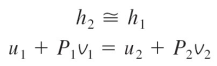 h₂ ≅ h₁
u₁ + P₁v₁ = u₂ + P₂v₂